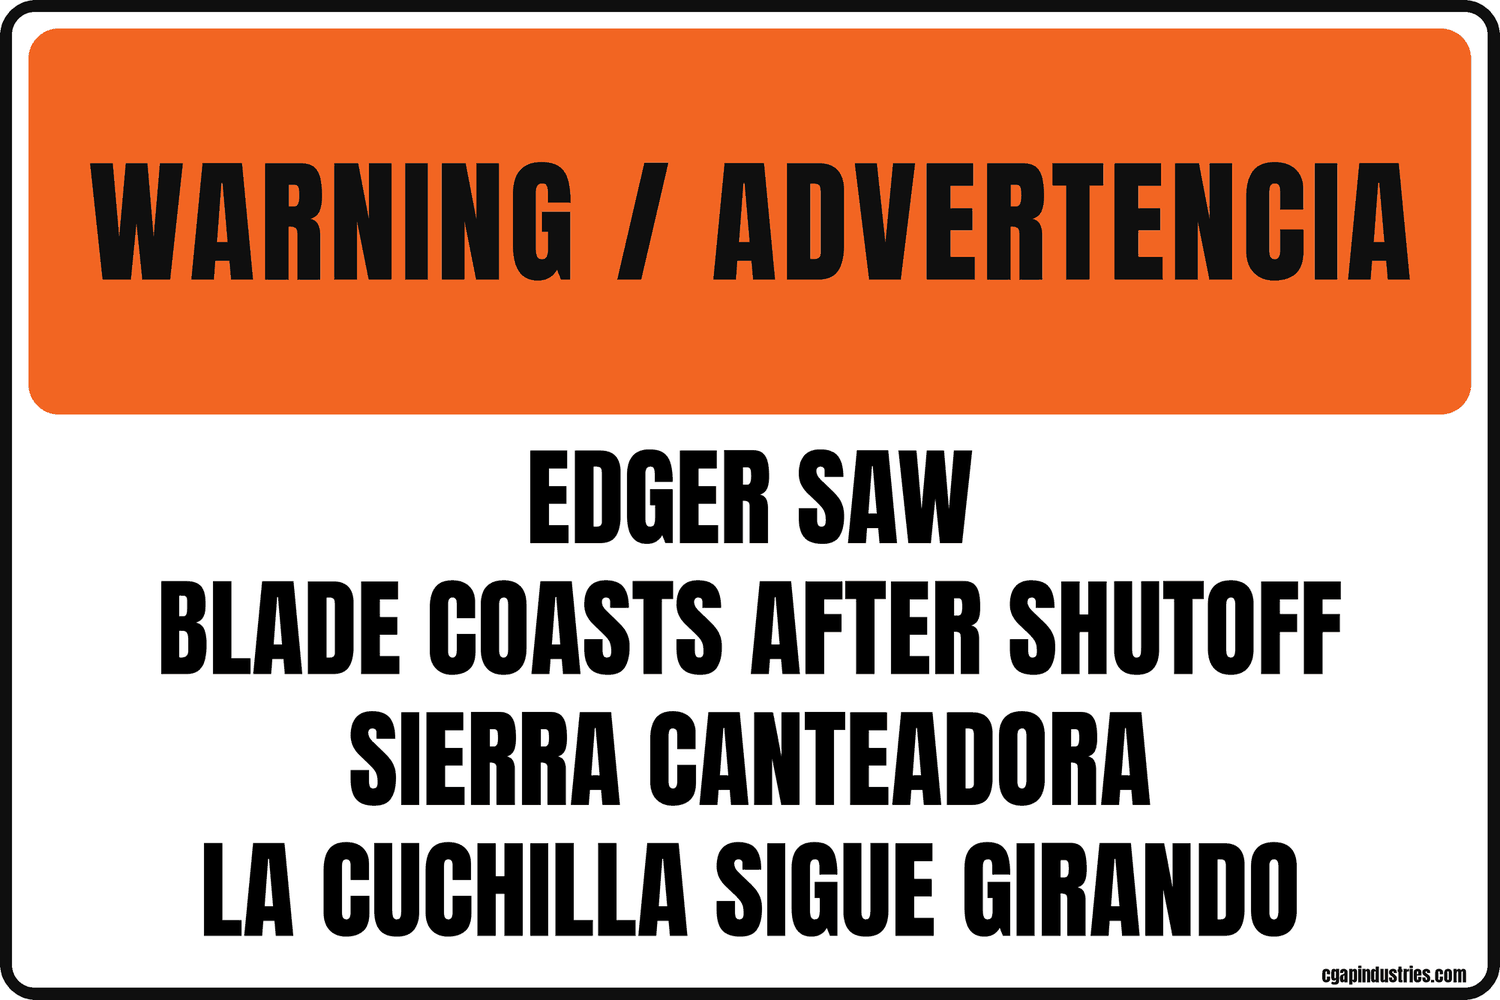 WARNING / ADVERTENCIA
EDGER SAW
BLADE COASTS AFTER SHUTOFF
SIERRA CANTEADORA
LA CUCHILLA SIGUE GIRANDO
cgapindustries.com